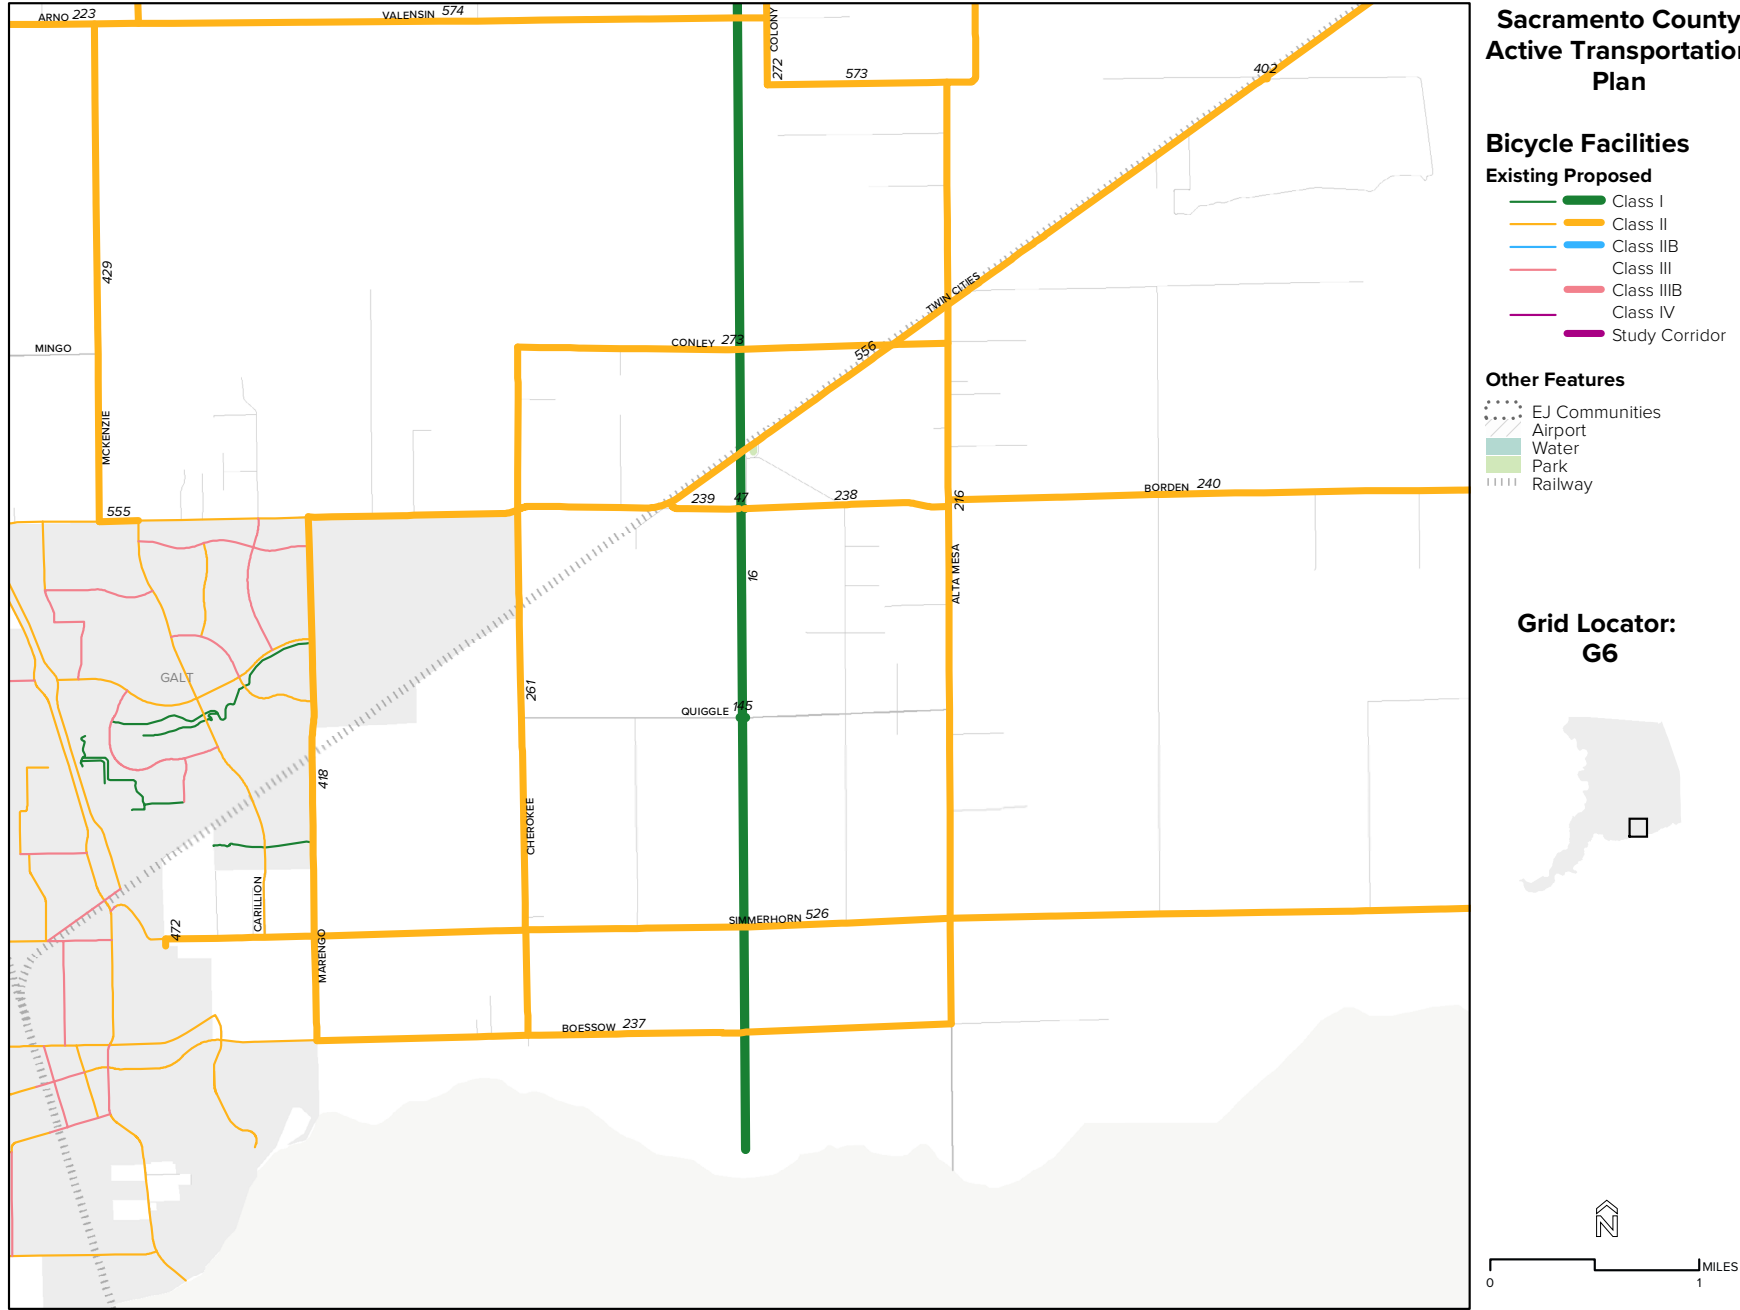 ARNO 223
VALENSIN 574
272 COLONY
573
402
429
MINGO
MCKENZIE
555
CONLEY 273
556
TWIN CITIES
239
47
238
216
BORDEN 240
16
ALTA MESA
GALT
261
QUIGGLE 145
418
CHEROKEE
CARILLION
472
SIMMERHORN 526
MARENGO
BOESSOW 237
Sacramento County
Active Transportation
Plan
Bicycle Facilities
Existing Proposed
Class I
Class II
Class IIB
Class III
Class IIIB
Class IV
Study Corridor
Other Features
EJ Communities
Airport
Water
Park
Railway
Grid Locator:
G6
N
MILES
0 1